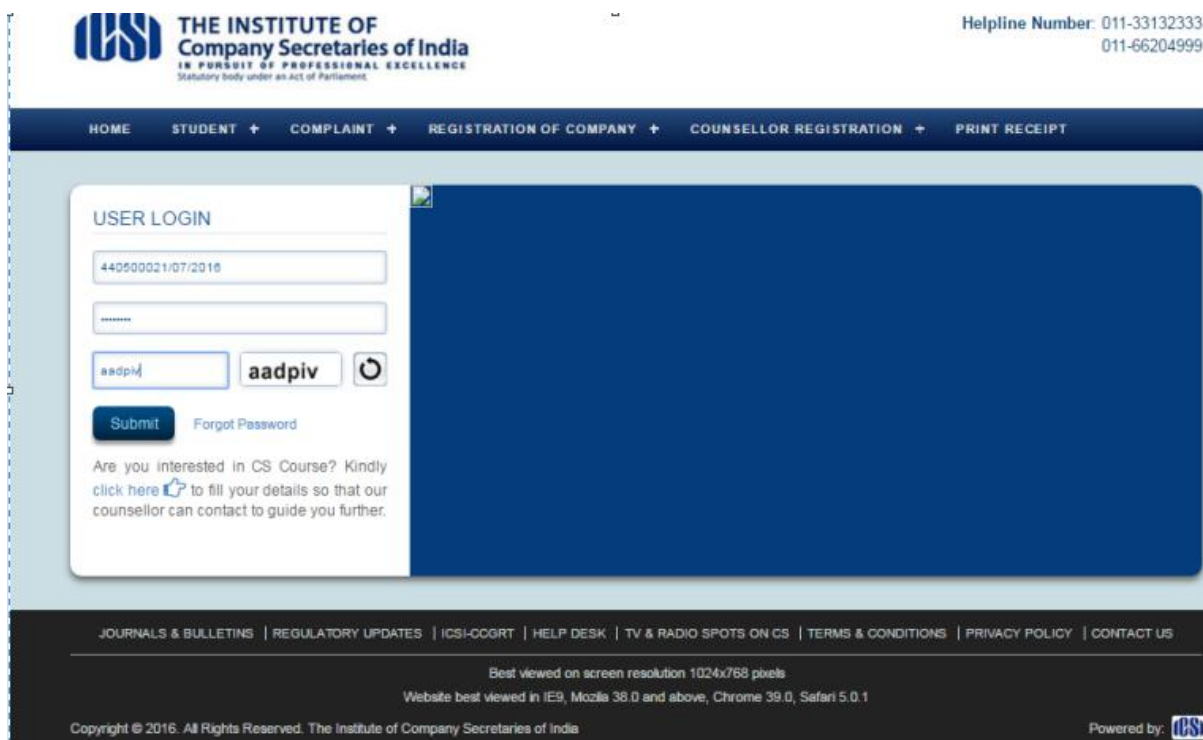 ICSI
THE INSTITUTE OF
Company Secretaries of India
IN PURSUIT OF PROFESSIONAL EXCELLENCE
Statutory body under an Act of Parliament
Helpline Number: 011-33132333
011-66204999
HOME STUDENT + COMPLAINT + REGISTRATION OF COMPANY + COUNSELLOR REGISTRATION + PRINT RECEIPT
USER LOGIN
440500021/07/2016
aadpiv aadpiv
Submit Forgot Password
Are you interested in CS Course? Kindly
click here to fill your details so that our
counsellor can contact to guide you further.
JOURNALS & BULLETINS | REGULATORY UPDATES | ICSI-CCGRT | HELP DESK | TV & RADIO SPOTS ON CS | TERMS & CONDITIONS | PRIVACY POLICY | CONTACT US
Best viewed on screen resolution 1024x768 pixels
Website best viewed in IE9, Mozilla 38.0 and above, Chrome 39.0, Safari 5.0.1
Copyright © 2016. All Rights Reserved. The Institute of Company Secretaries of India
Powered by: ICSI